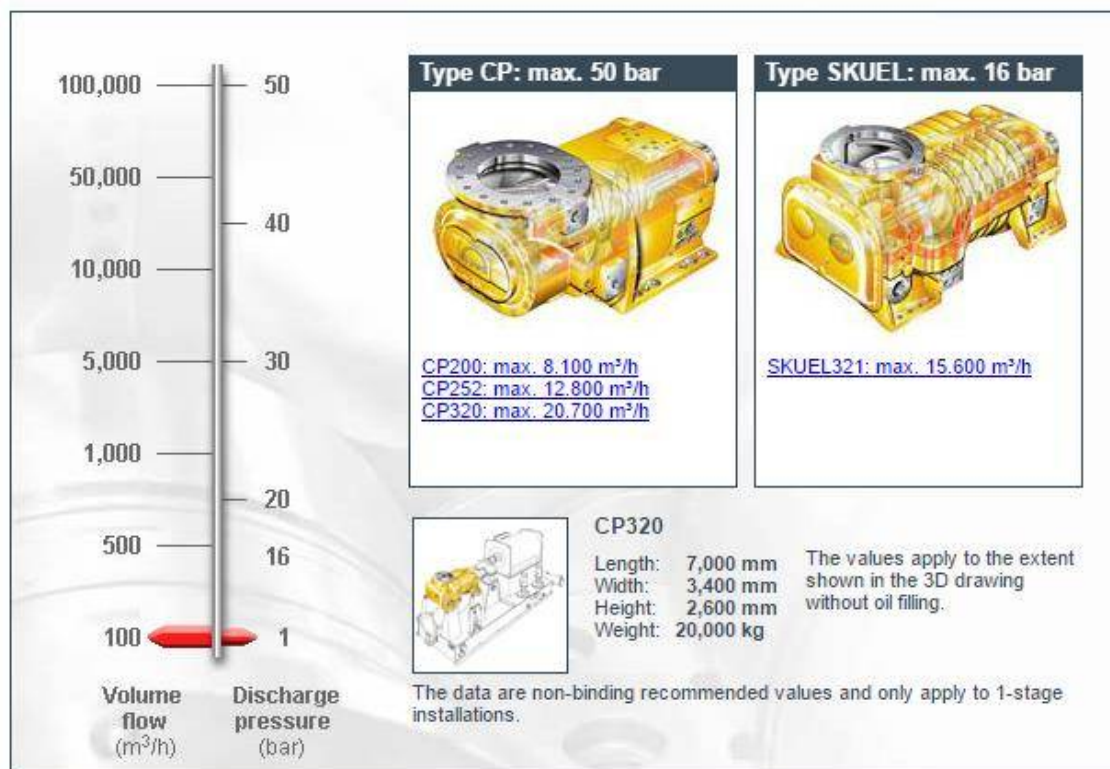 100,000
50
50,000
40
10,000
5,000
30
1,000
20
500
16
100
1
Volume flow (m³/h)
Discharge pressure (bar)
Type CP: max. 50 bar
CP200: max. 8.100 m³/h
CP252: max. 12.800 m³/h
CP320: max. 20.700 m³/h
Type SKUEL: max. 16 bar
SKUEL321: max. 15.600 m³/h
CP320
Length: 7,000 mm
Width: 3,400 mm
Height: 2,600 mm
Weight: 20,000 kg
The values apply to the extent
shown in the 3D drawing
without oil filling.
The data are non-binding recommended values and only apply to 1-stage
installations.